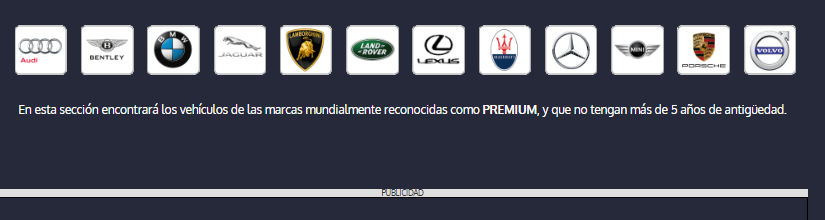 Audi
BENTLEY
BMW
JAGUAR
LAMBORGHINI
LAND-
ROVER
LEXUS
MINI
PORSCHE
VOLVO
En esta sección encontrará los vehículos de las marcas mundialmente reconocidas como PREMIUM, y que no tengan más de 5 años de antigüedad.
PUBLICIDAD